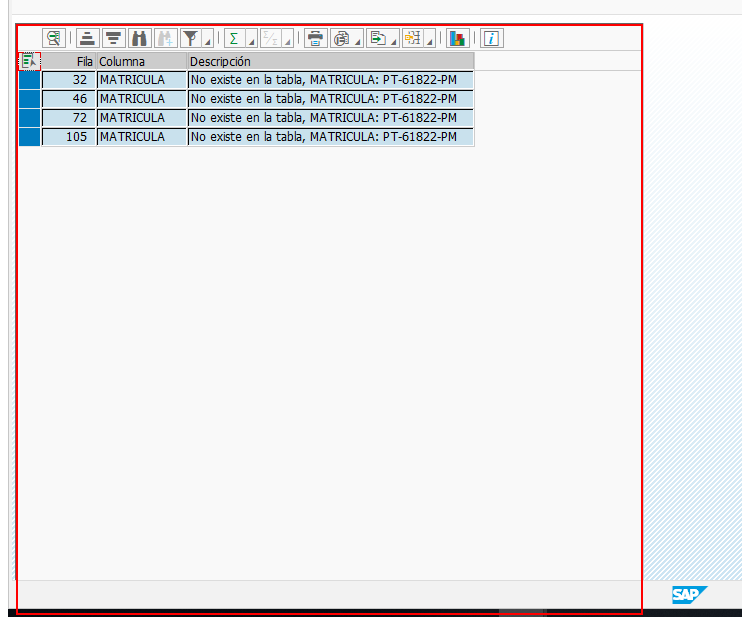 Fila Columna Descripción
32 MATRICULA No existe en la tabla, MATRICULA: PT-61822-PM
46 MATRICULA No existe en la tabla, MATRICULA: PT-61822-PM
72 MATRICULA No existe en la tabla, MATRICULA: PT-61822-PM
105 MATRICULA No existe en la tabla, MATRICULA: PT-61822-PM
SAP